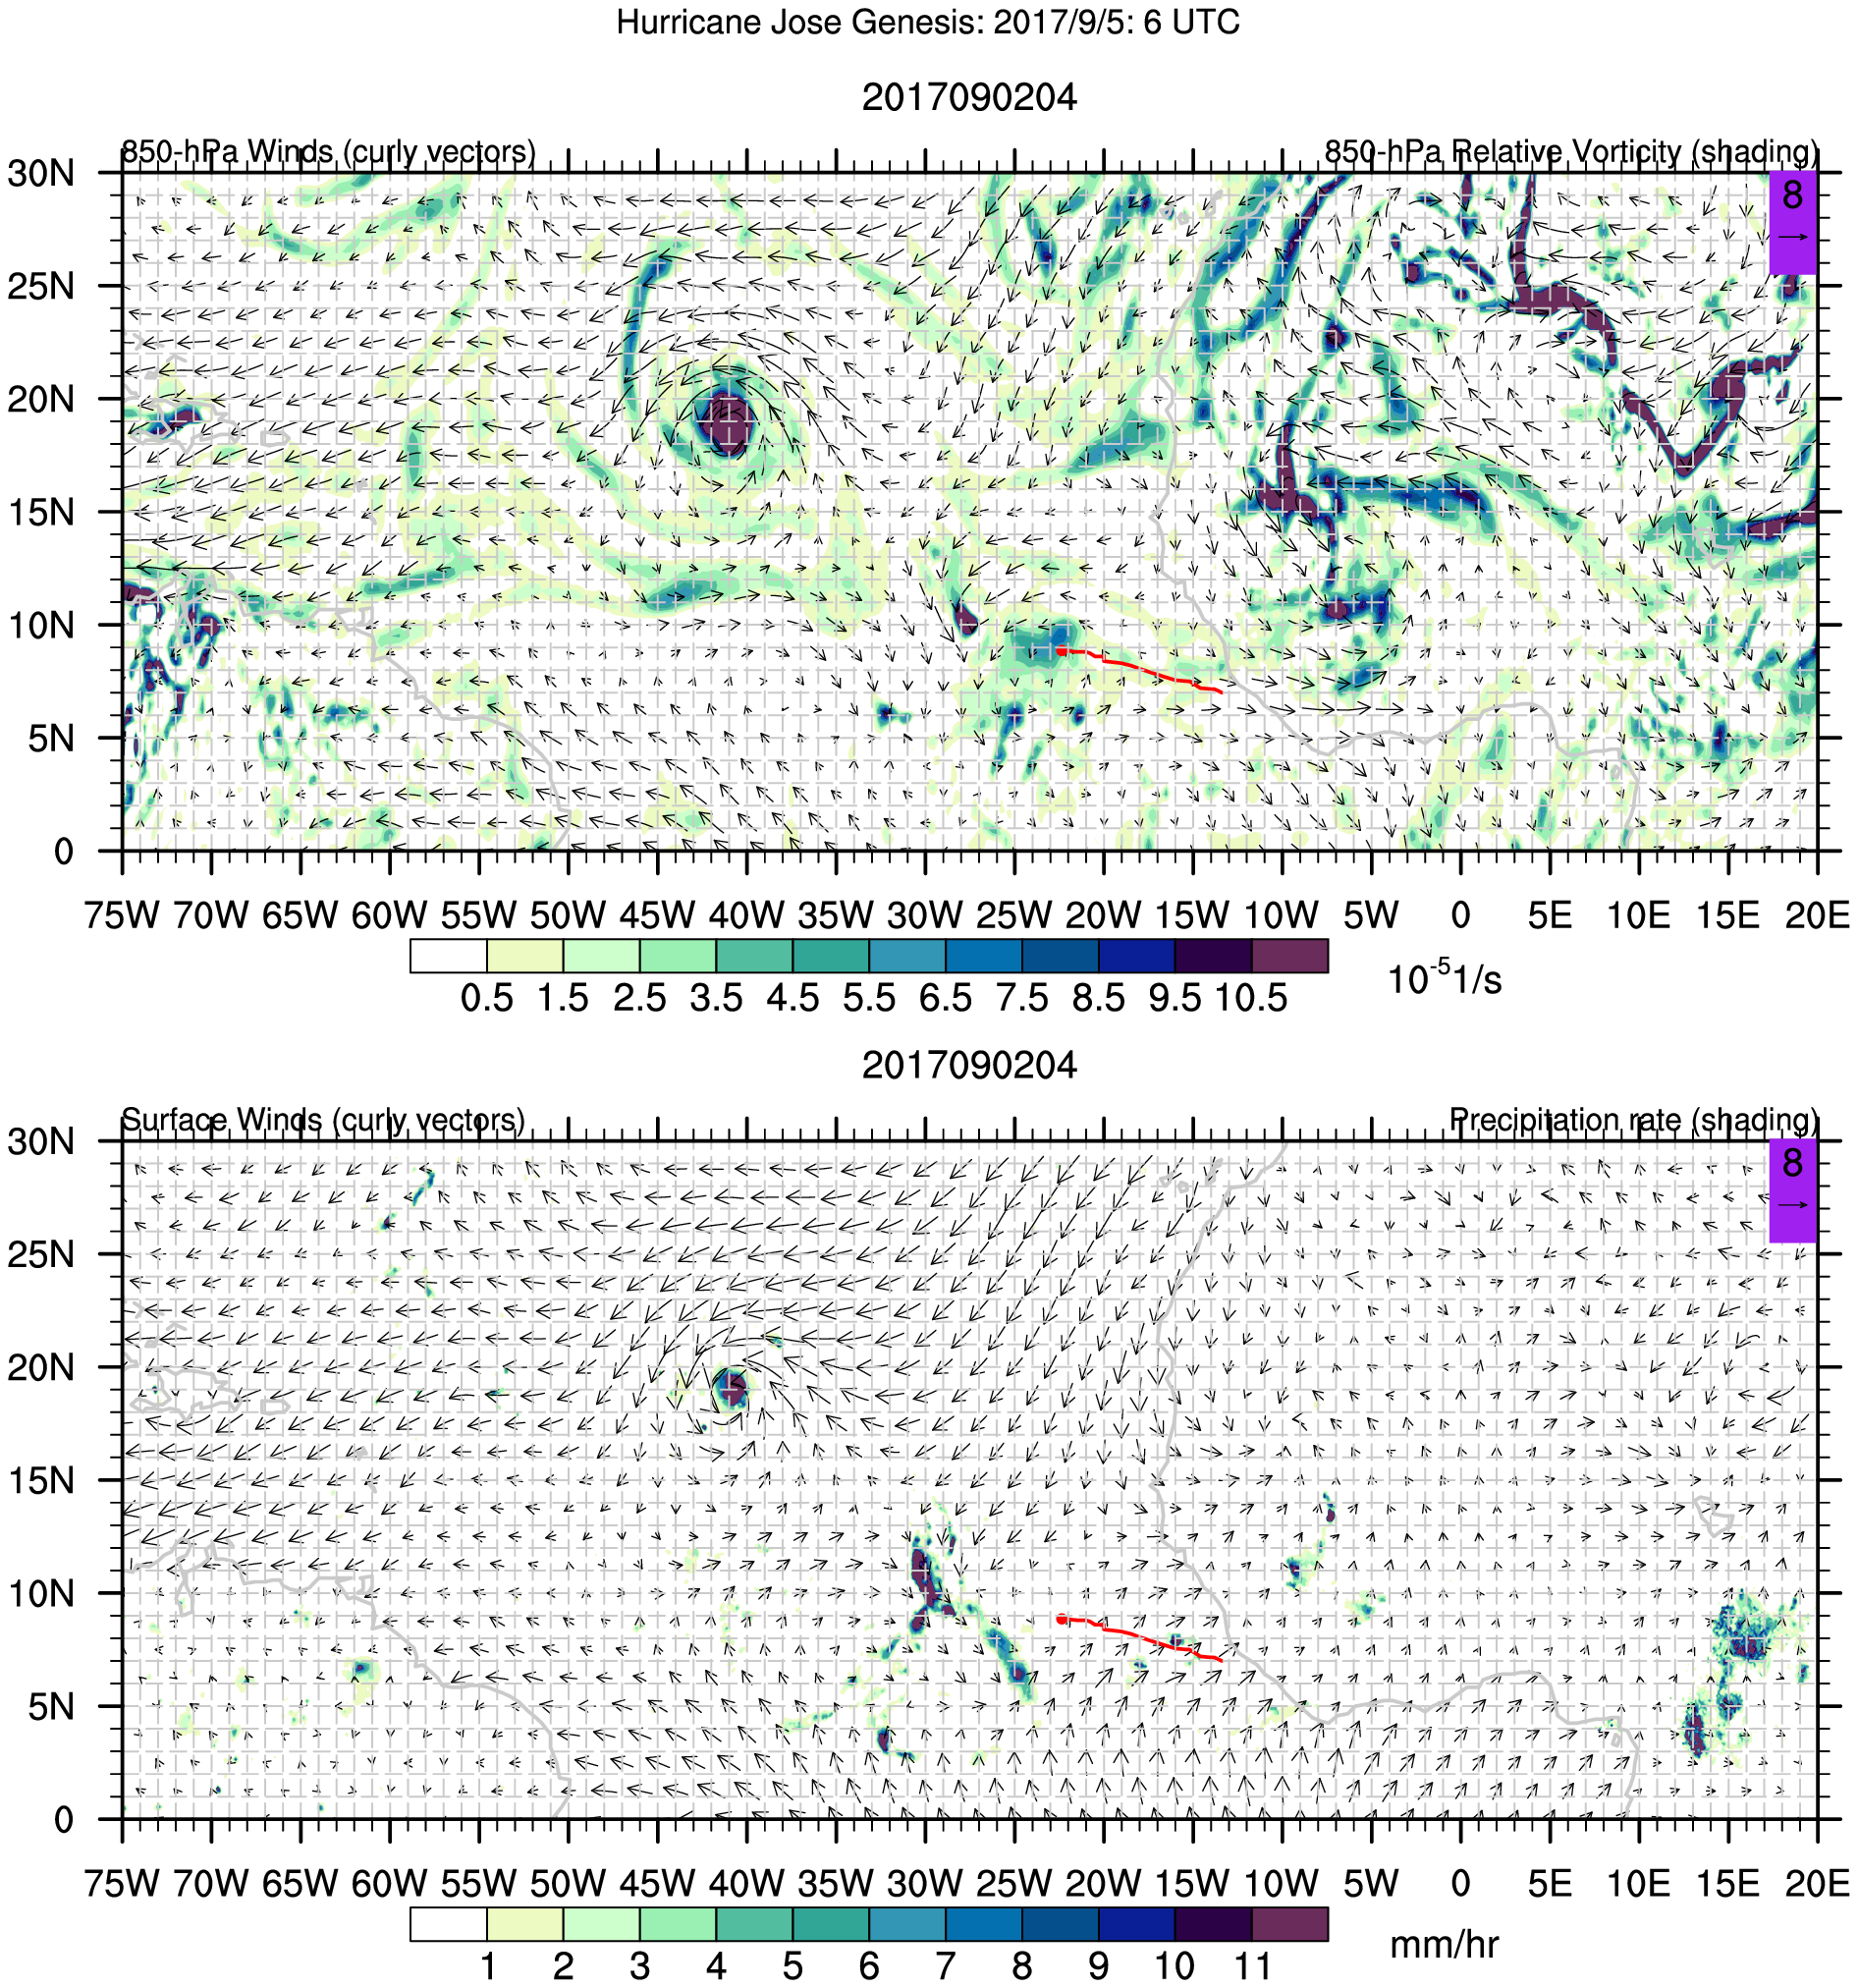 Hurricane Jose Genesis: 2017/9/5: 6 UTC
2017090204
850-hPa Winds (curly vectors) 850-hPa Relative Vorticity (shading)
30N
8
25N
20N
15N
10N
5N
0
75W 70W 65W 60W 55W 50W 45W 40W 35W 30W 25W 20W 15W 10W 5W 0 5E 10E 15E 20E
0.5 1.5 2.5 3.5 4.5 5.5 6.5 7.5 8.5 9.5 10.5
10⁻⁵1/s
2017090204
Surface Winds (curly vectors) Precipitation rate (shading)
30N
8
25N
20N
15N
10N
5N
0
75W 70W 65W 60W 55W 50W 45W 40W 35W 30W 25W 20W 15W 10W 5W 0 5E 10E 15E 20E
1 2 3 4 5 6 7 8 9 10 11
mm/hr